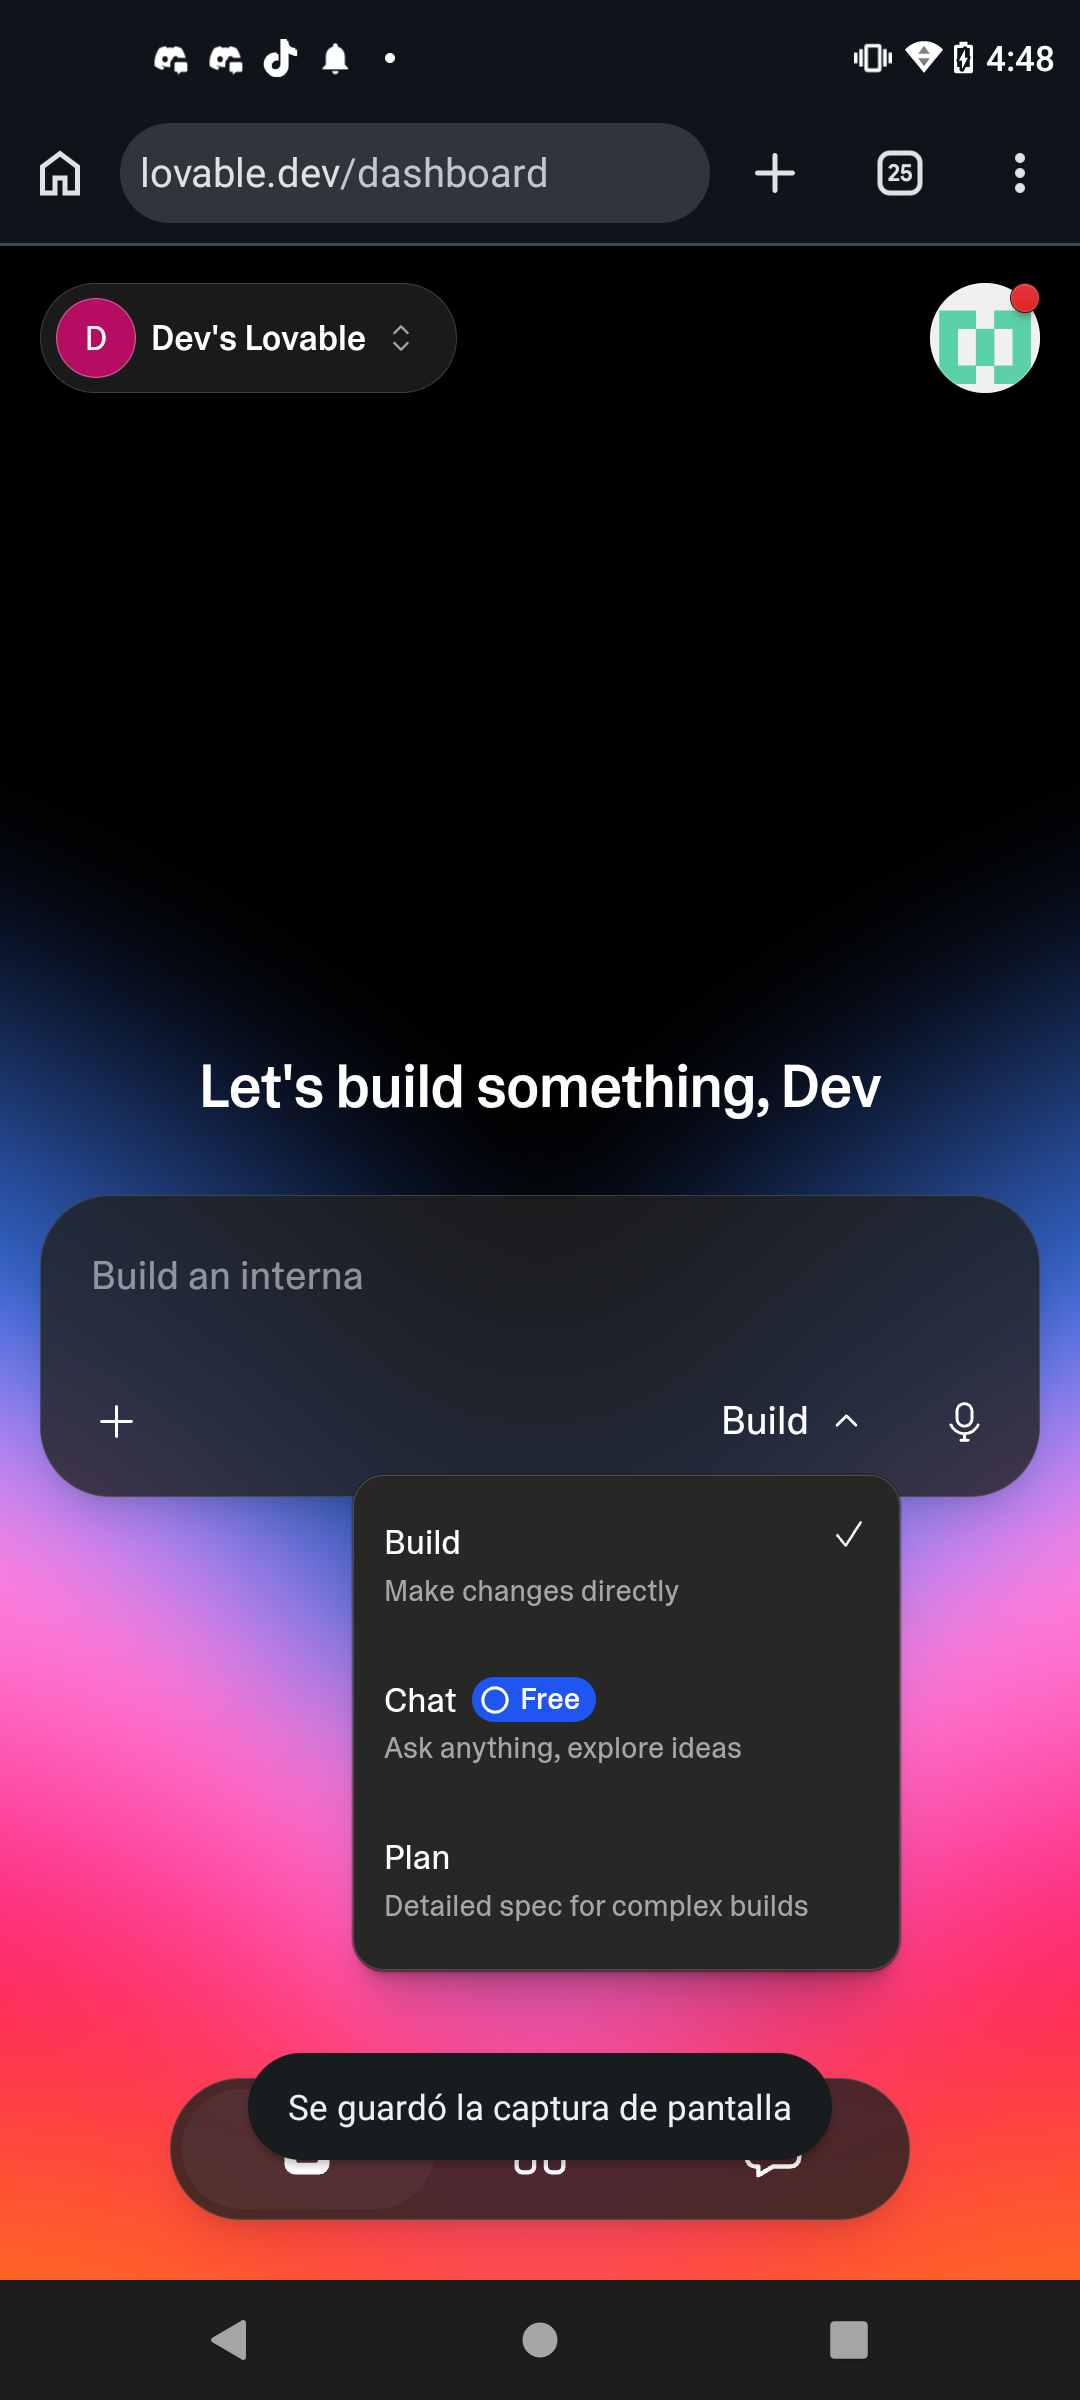 4:48
lovable.dev/dashboard
25
D
Dev's Lovable
Let's build something, Dev
Build an interna
Build
Build
Make changes directly
Chat Free
Ask anything, explore ideas
Plan
Detailed spec for complex builds
Se guardó la captura de pantalla